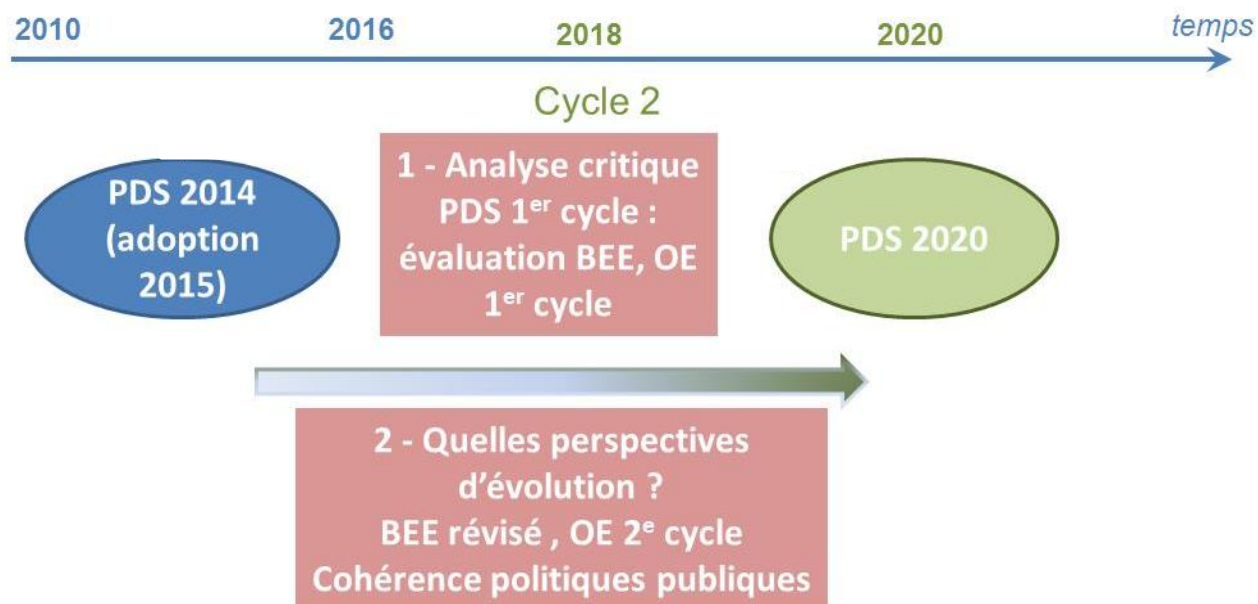 2010 2016 2018 2020 temps
Cycle 2
PDS 2014
(adoption
2015)
1 - Analyse critique
PDS 1er cycle :
évaluation BEE, OE
1er cycle
PDS 2020
2 - Quelles perspectives
d'évolution ?
BEE révisé , OE 2e cycle
Cohérence politiques publiques